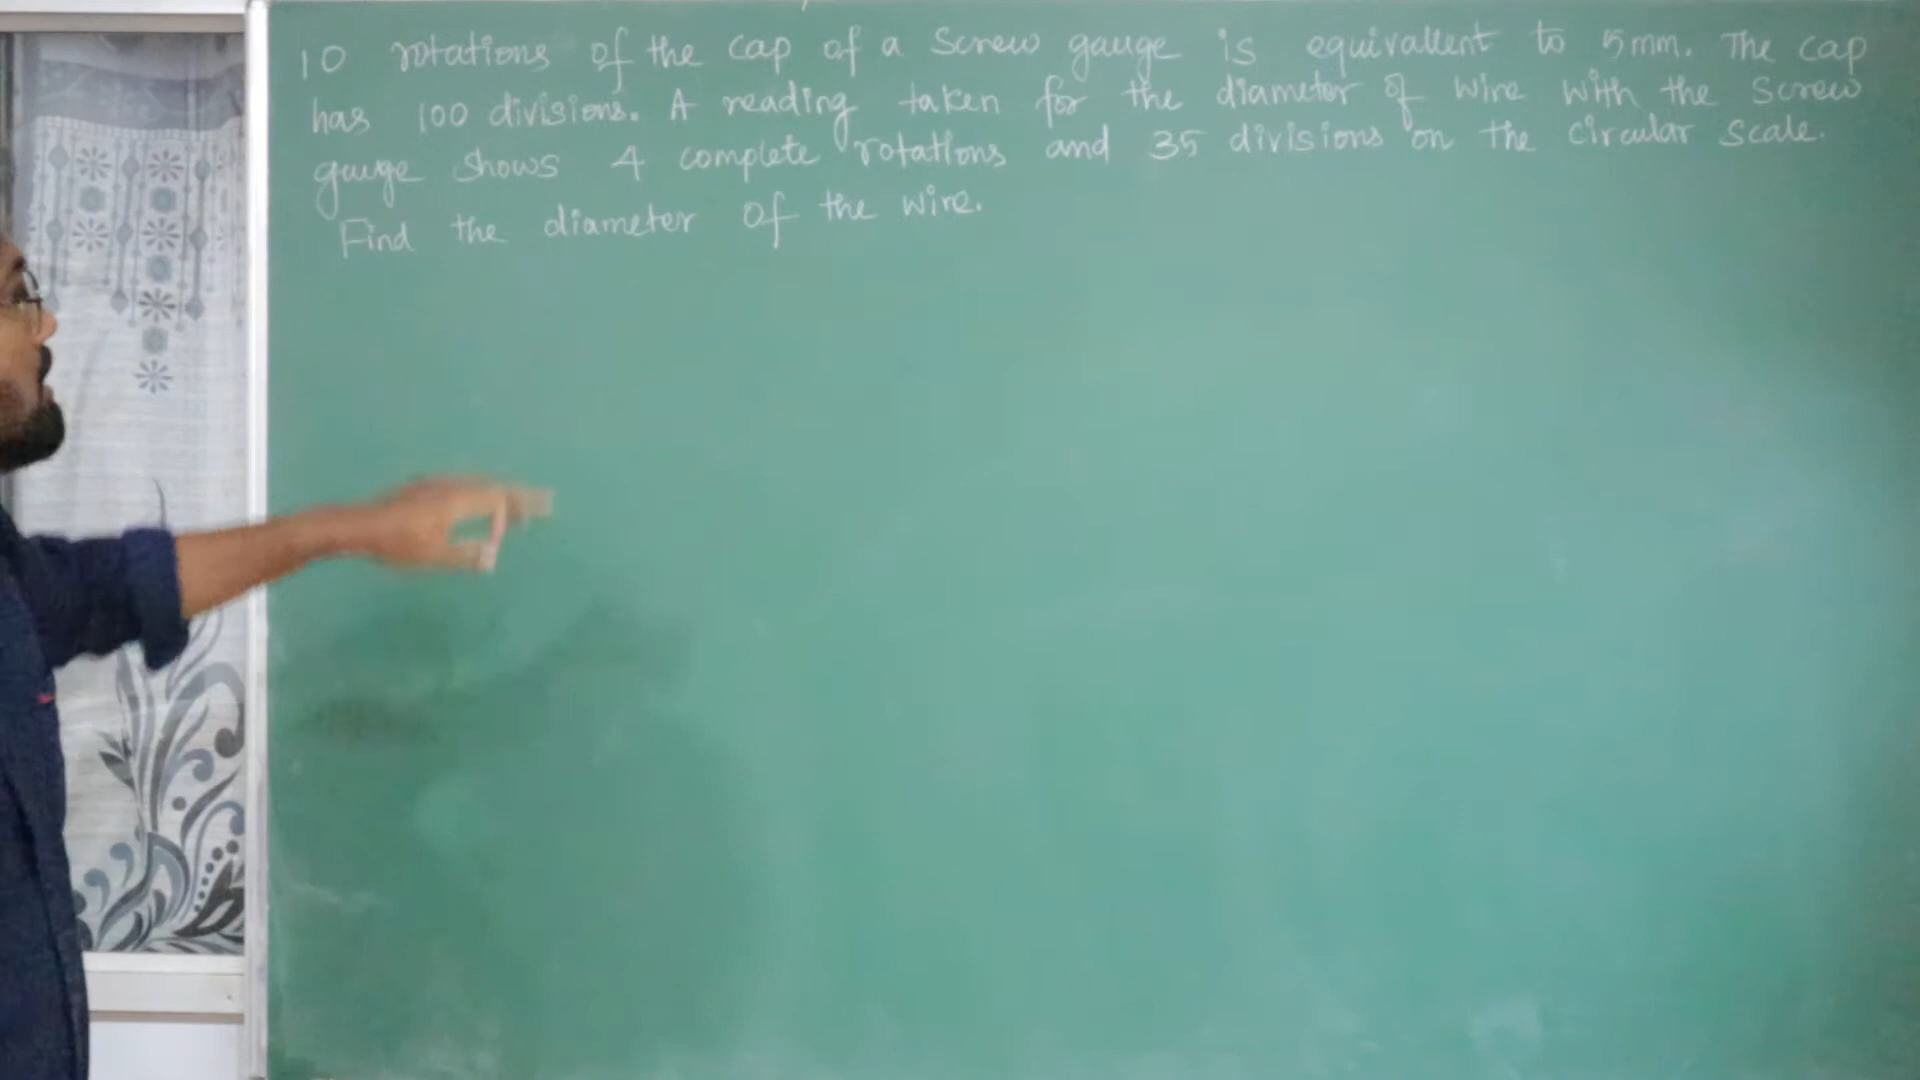 10 rotations of the cap of a screw gauge is equivallent to 5mm. The cap
has 100 divisions. A reading taken for the diameter of wire with the screw
gauge shows 4 complete rotations and 35 divisions on the circular scale.
Find the diameter of the wire.